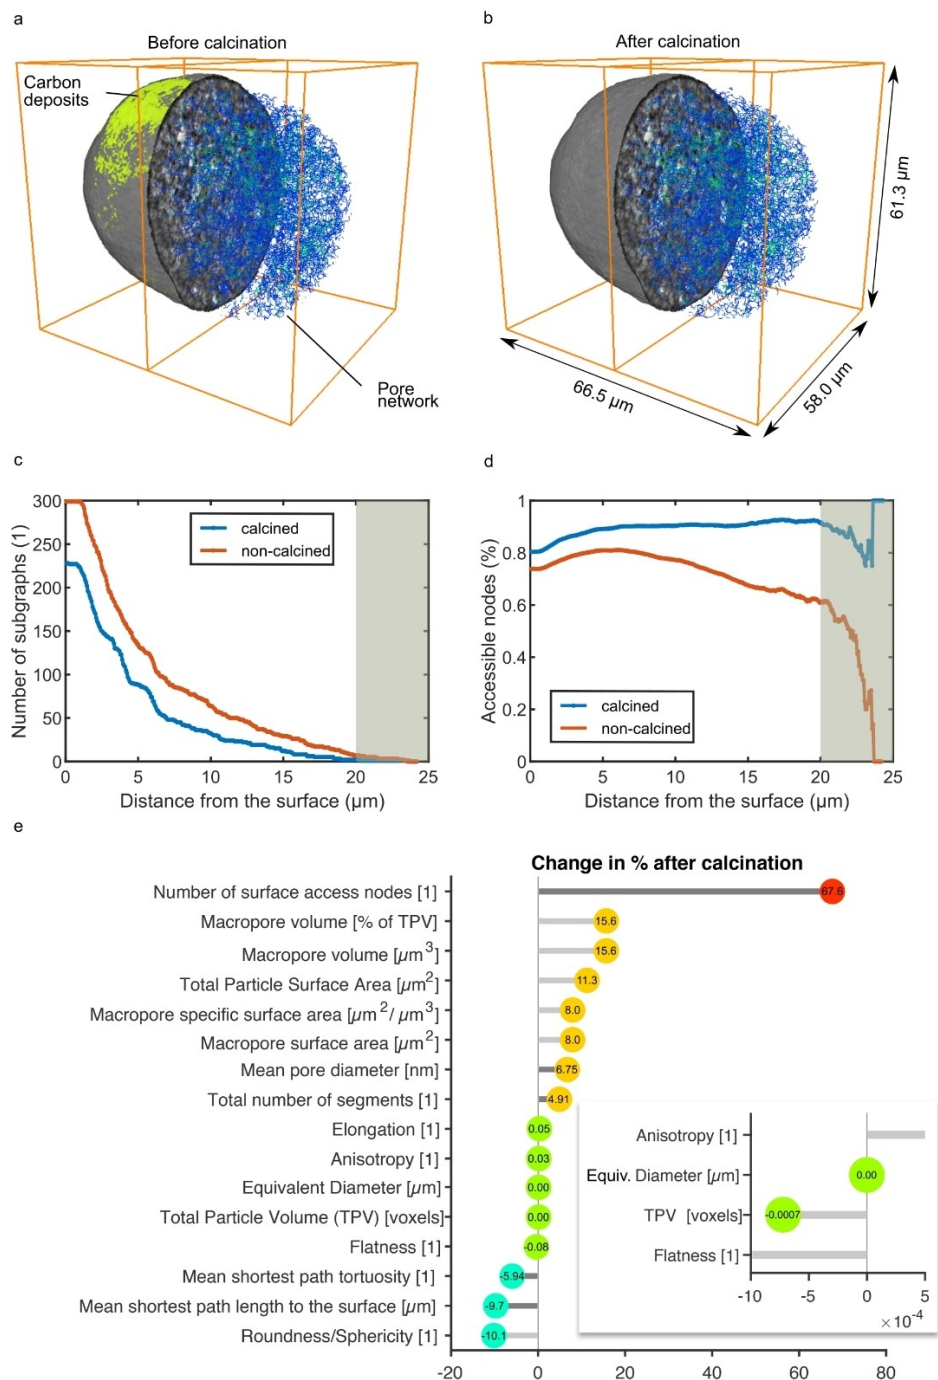 a
Before calcination
Carbon
deposits
Pore
network
b
After calcination
61.3 µm
58.0 µm
66.5 µm
c
300
250
200
150
100
50
0
0 5 10 15 20 25
Number of subgraphs (1)
Distance from the surface (µm)
calcined
non-calcined
d
1
0.8
0.6
0.4
0.2
0
0 5 10 15 20 25
Accessible nodes (%)
Distance from the surface (µm)
calcined
non-calcined
e
Change in % after calcination
Number of surface access nodes [1] 67.6
Macropore volume [% of TPV] 15.6
Macropore volume [µm³] 15.6
Total Particle Surface Area [µm²] 11.3
Macropore specific surface area [µm²/µm³] 8.0
Macropore surface area [µm²] 8.0
Mean pore diameter [nm] 6.75
Total number of segments [1] 4.91
Elongation [1] 0.05
Anisotropy [1] 0.03
Equivalent Diameter [µm] 0.00
Total Particle Volume (TPV) [voxels] 0.00
Flatness [1] -0.08
Mean shortest path tortuosity [1] -5.94
Mean shortest path length to the surface [µm] -9.7
Roundness/Sphericity [1] -10.1
-20 0 20 40 60 80
Anisotropy [1]
Equiv. Diameter [µm] 0.00
TPV [voxels] -0.0007
Flatness [1]
-10 -5 0 5
×10⁻⁴